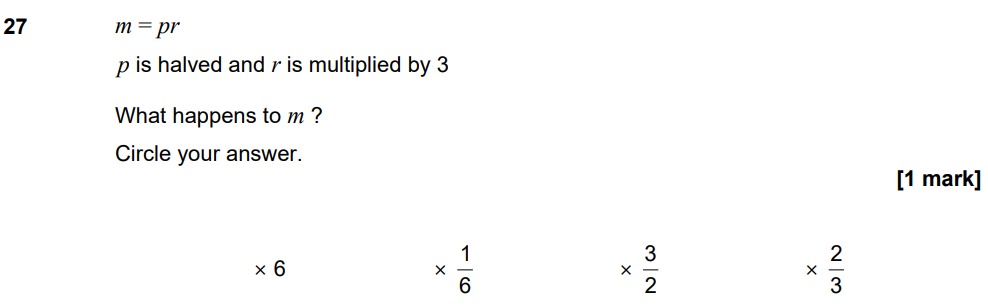 27 m = pr
p is halved and r is multiplied by 3
What happens to m ?
Circle your answer.
[1 mark]
× 6 × 1/6 × 3/2 × 2/3